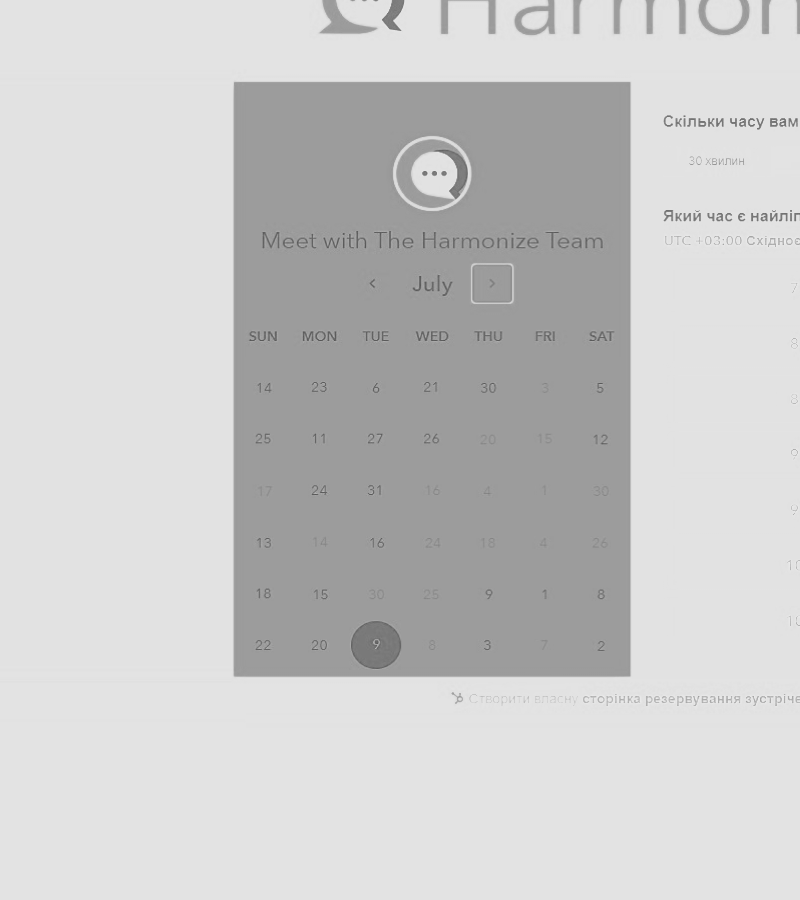 Harmon
Скільки часу вам
30 хвилин
Meet with The Harmonize Team
Який час є найліп
UTC +03:00 Східноє
July
SUN MON TUE WED THU FRI SAT
14 23 6 21 30 3 5
25 11 27 26 20 15 12
17 24 31 16 4 1 30
13 14 16 24 18 4 26
18 15 30 25 9 1 8
22 20 9 8 3 7 2
7
8
8
9
9
10
10
Створити власну сторінка резервування зустріче